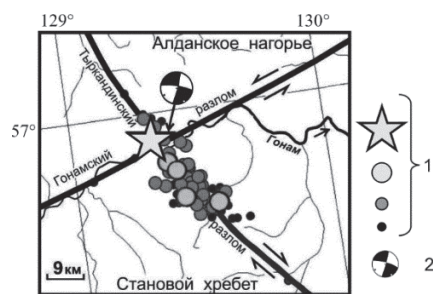 129°
130°
Алданское нагорье
Тыркандинский
разлом
57°
Гонамский
Гонам
разлом
9 км
Становой хребет
1
2